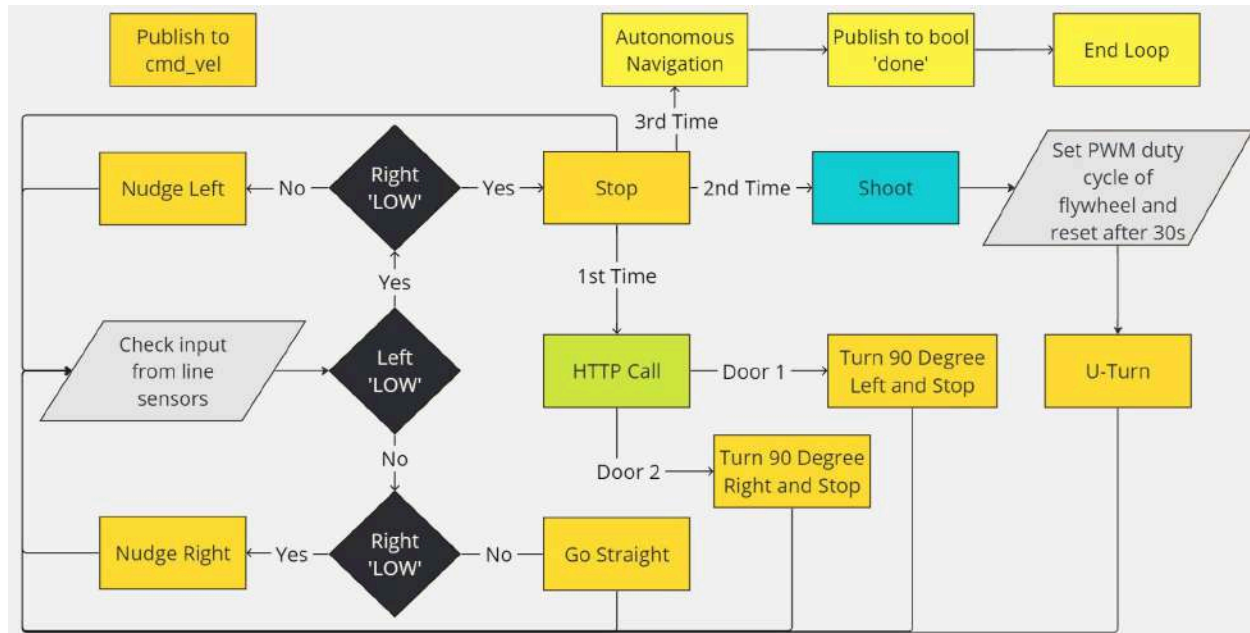 Publish to
cmd_vel
Autonomous
Navigation
Publish to bool
'done'
End Loop
3rd Time
Nudge Left
No
Right
'LOW'
Yes
Stop
2nd Time
Shoot
Set PWM duty
cycle of
flywheel and
reset after 30s
Yes
1st Time
Check input
from line
sensors
Left
'LOW'
HTTP Call
Door 1
Turn 90 Degree
Left and Stop
U-Turn
No
Door 2
Turn 90 Degree
Right and Stop
Nudge Right
Yes
Right
'LOW'
No
Go Straight